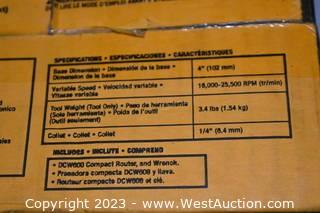 LIRE LE MODE D'EMPLOI AVANT
SPECIFICATIONS • ESPECIFICACIONES • CARACTÉRISTIQUES
Base Dimension • Dimensión de la base •
Dimension de la base
4" (102 mm)
Variable Speed • Velocidad variable •
Vitesse variable
16,000-25,500 RPM (tr/min)
Tool Weight (Tool Only) • Peso de herramienta
(Sola herramienta) • Poids de l'outil
(Outil seulement)
3.4 lbs (1.54 kg)
Collet • Collet • Collet
1/4" (6.4 mm)
INCLUDES • INCLUYE • COMPREND
• DCW600 Compact Router, and Wrench.
• Fresadora compacta DCW600 y llave.
• Routeur compacte DCW600 et clé.
Copyright 2023 - WestAuction.com